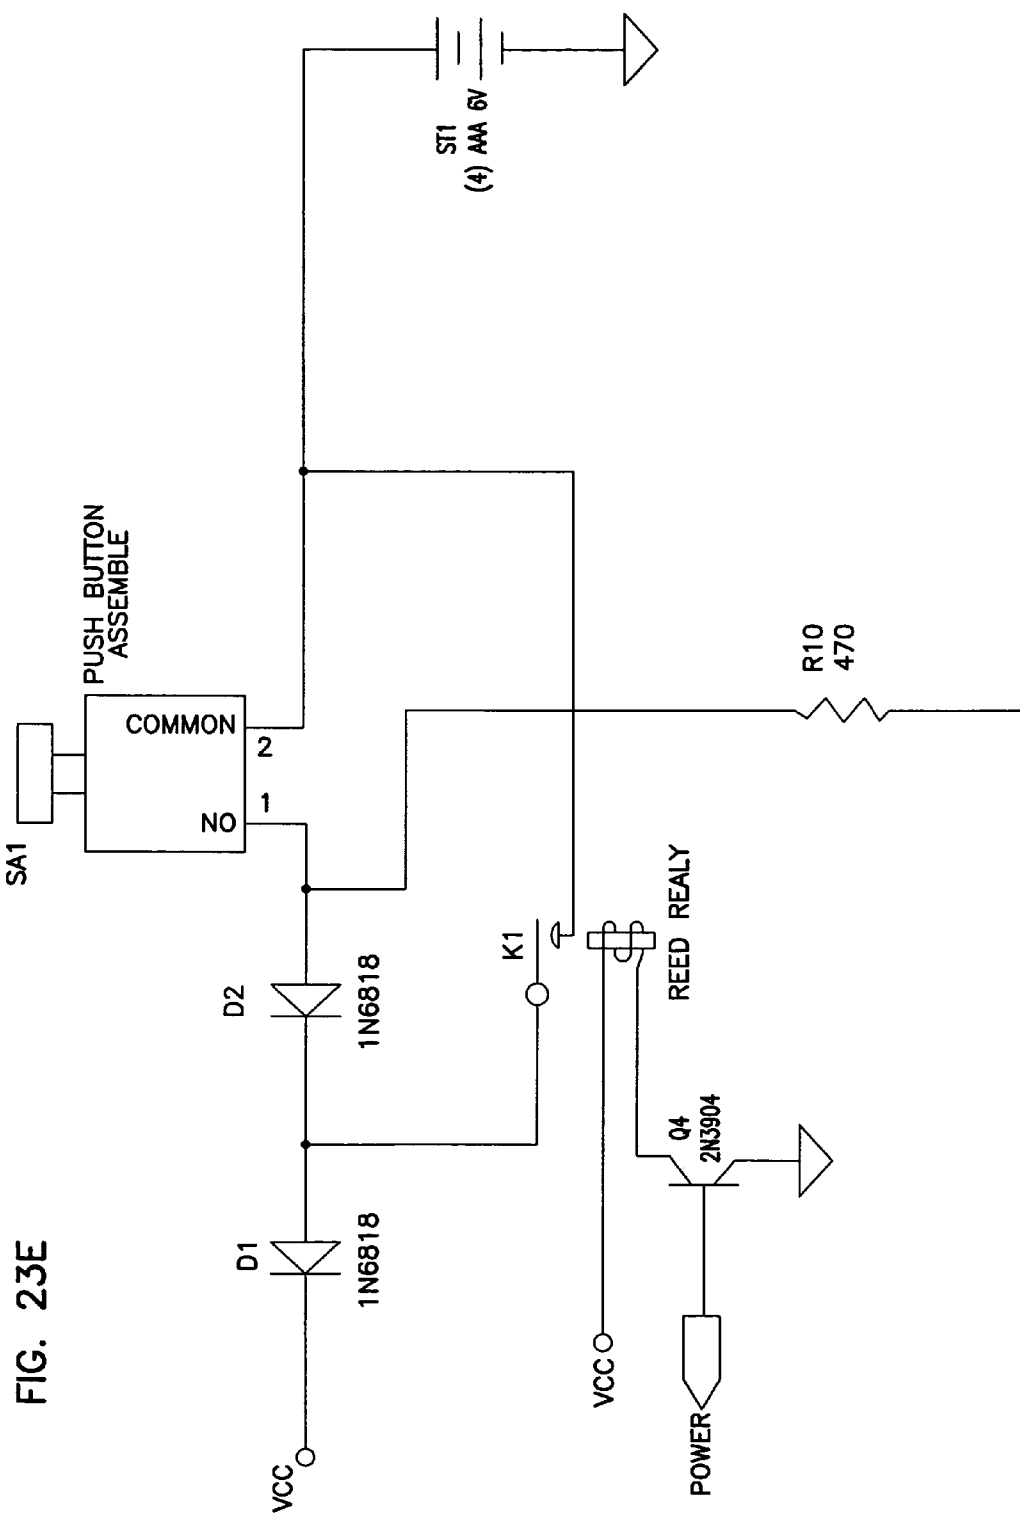 FIG. 23E
SA1
PUSH BUTTON
ASSEMBLE
NO
COMMON
1
2
VCC
D1
1N6818
D2
1N6818
ST1
(4) AAA 6V
K1
REED REALY
VCC
POWER
Q4
2N3904
R10
470